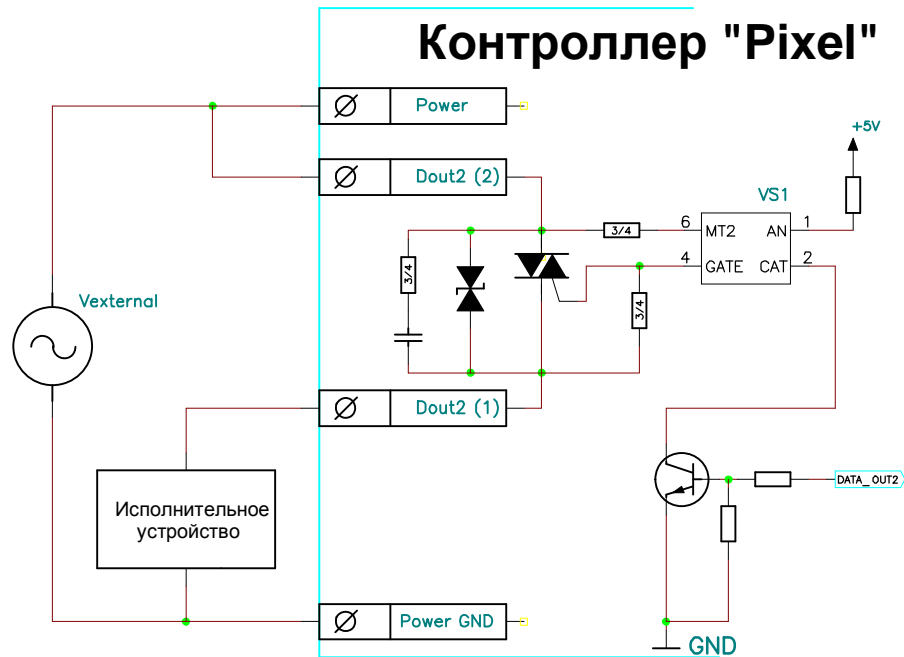 Контроллер "Pixel"
Power
+5V
Dout2 (2)
VS1
3/4
6
MT2
AN
1
4
GATE
CAT
2
3/4
3/4
Vexternal
Dout2 (1)
Исполнительное
устройство
DATA_OUT2
Power GND
GND